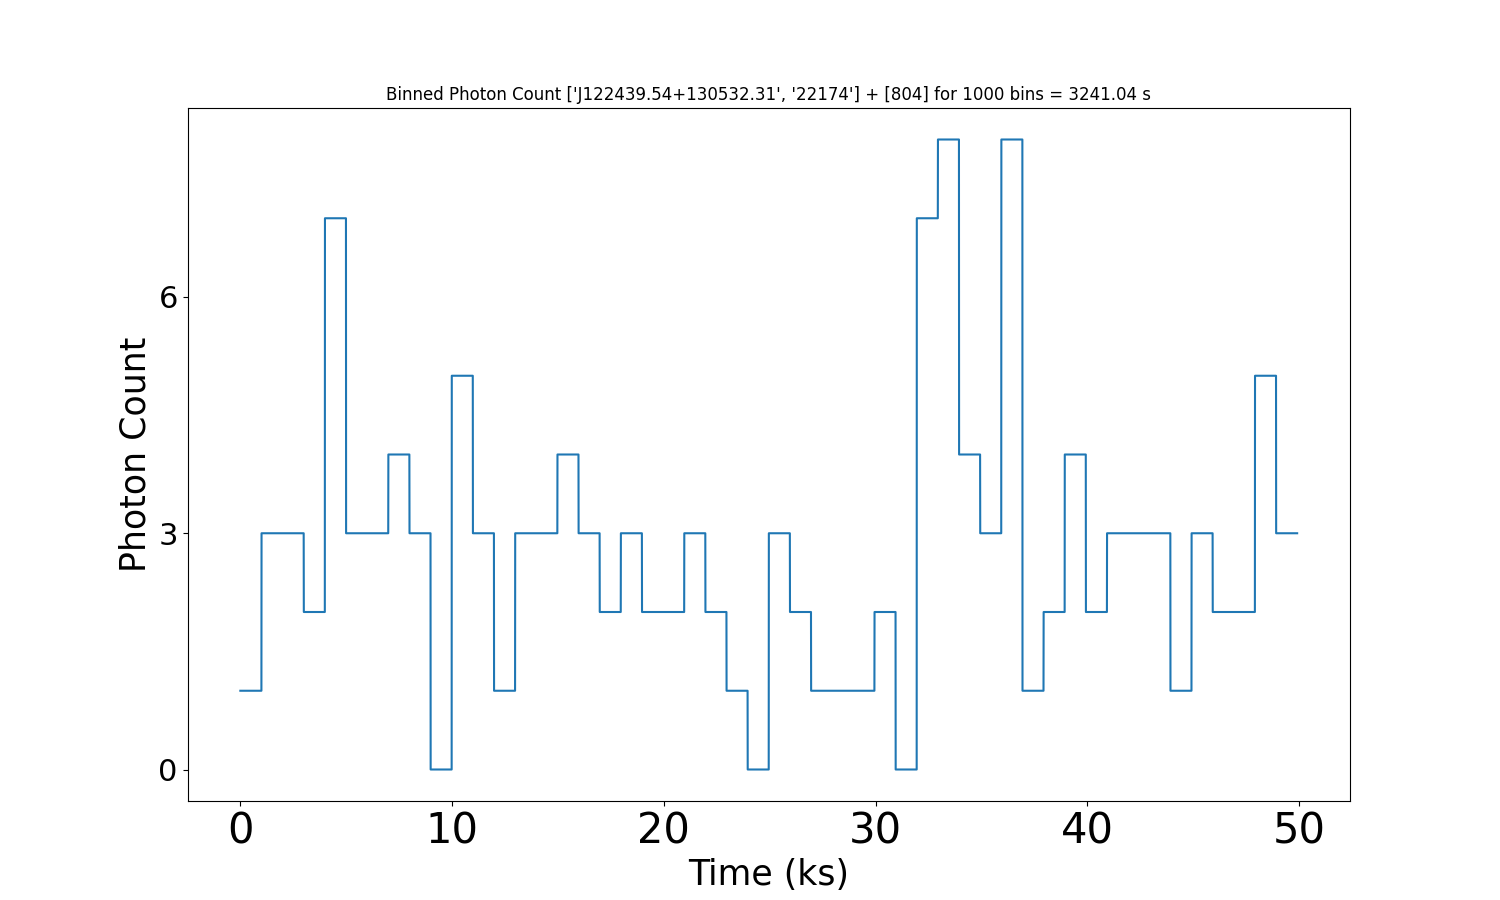 Binned Photon Count ['J122439.54+130532.31', '22174'] + [804] for 1000 bins = 3241.04 s
Photon Count
6
3
0
0 10 20 30 40 50
Time (ks)